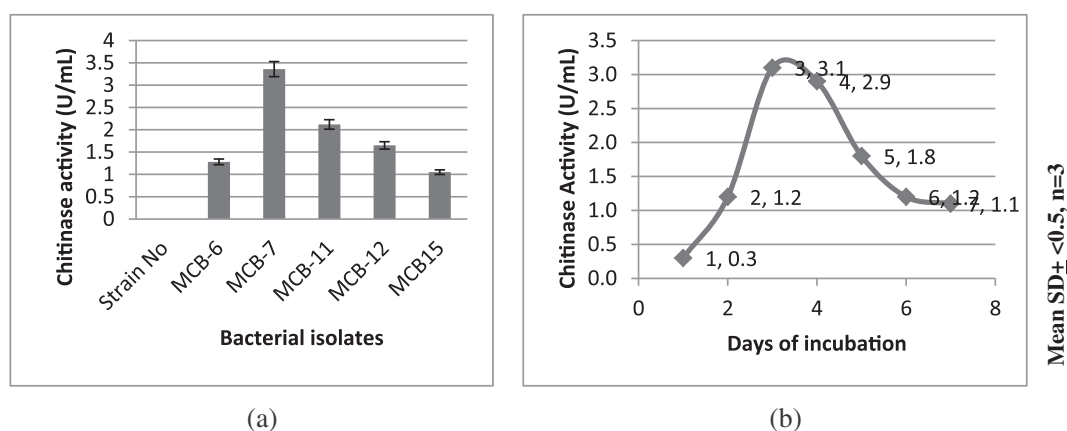 Chitinase activity (U/mL)
4
3.5
3
2.5
2
1.5
1
0.5
0
Strain No
MCB-6
MCB-7
MCB-11
MCB-12
MCB15
Bacterial isolates
(a)
Chitinase Activity (U/mL)
3.5
3.0
2.5
2.0
1.5
1.0
0.5
0.0
1, 0.3
2, 1.2
3, 3.1
4, 2.9
5, 1.8
6, 1.2
7, 1.1
0 2 4 6 8
Days of incubation
(b)
Mean SD± <0.5, n=3